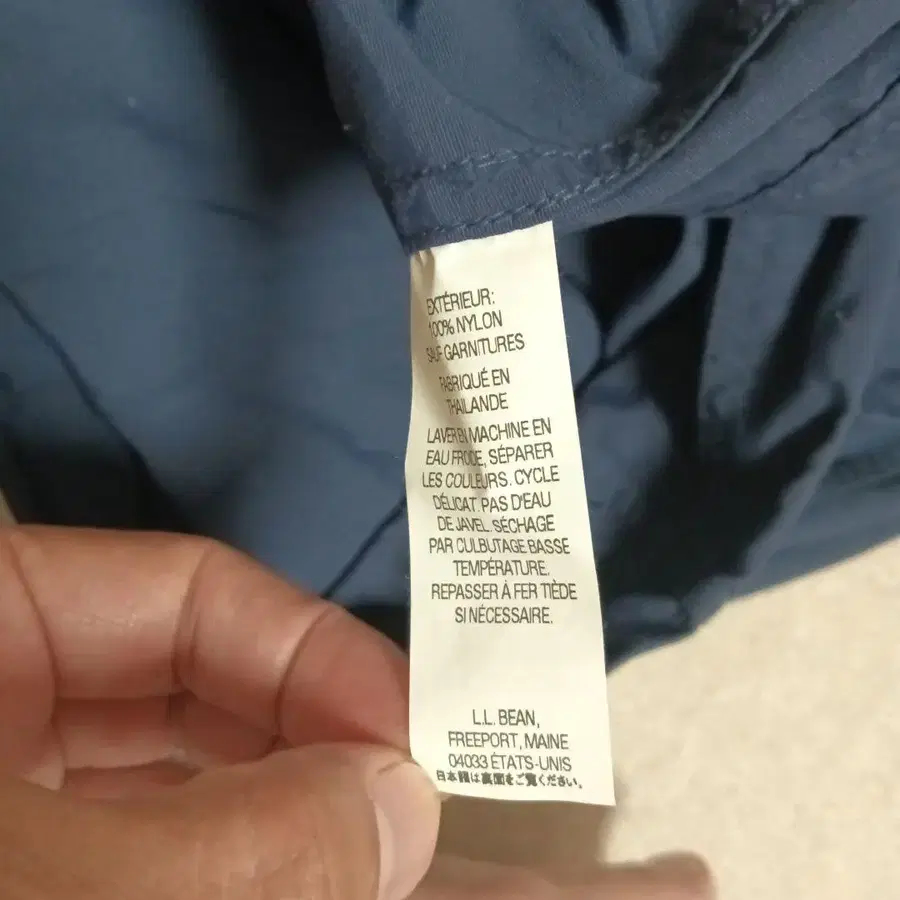 EXTÉRIEUR:
100% NYLON
SAUF GARNITURES
FABRIQUÉ EN
THAILANDE
LAVER EN MACHINE EN
EAU FROIDE, SÉPARER
LES COULEURS. CYCLE
DÉLICAT. PAS D'EAU
DE JAVEL. SÉCHAGE
PAR CULBUTAGE BASSE
TEMPÉRATURE.
REPASSER À FER TIÈDE
SI NÉCESSAIRE.
L.L. BEAN,
FREEPORT, MAINE
04033 ÉTATS-UNIS
日本語は裏面をご覧ください。